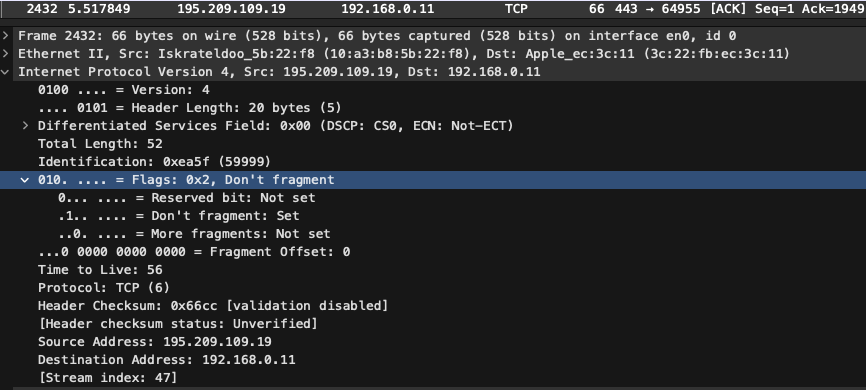 2432 5.517849 195.209.109.19 192.168.0.11 TCP 66 443 → 64955 [ACK] Seq=1 Ack=1949
Frame 2432: 66 bytes on wire (528 bits), 66 bytes captured (528 bits) on interface en0, id 0
Ethernet II, Src: Iskrateldoo_5b:22:f8 (10:a3:b8:5b:22:f8), Dst: Apple_ec:3c:11 (3c:22:fb:ec:3c:11)
Internet Protocol Version 4, Src: 195.209.109.19, Dst: 192.168.0.11
0100 .... = Version: 4
.... 0101 = Header Length: 20 bytes (5)
Differentiated Services Field: 0x00 (DSCP: CS0, ECN: Not-ECT)
Total Length: 52
Identification: 0xea5f (59999)
010. .... = Flags: 0x2, Don't fragment
0... .... = Reserved bit: Not set
.1.. .... = Don't fragment: Set
..0. .... = More fragments: Not set
...0 0000 0000 0000 = Fragment Offset: 0
Time to Live: 56
Protocol: TCP (6)
Header Checksum: 0x66cc [validation disabled]
[Header checksum status: Unverified]
Source Address: 195.209.109.19
Destination Address: 192.168.0.11
[Stream index: 47]